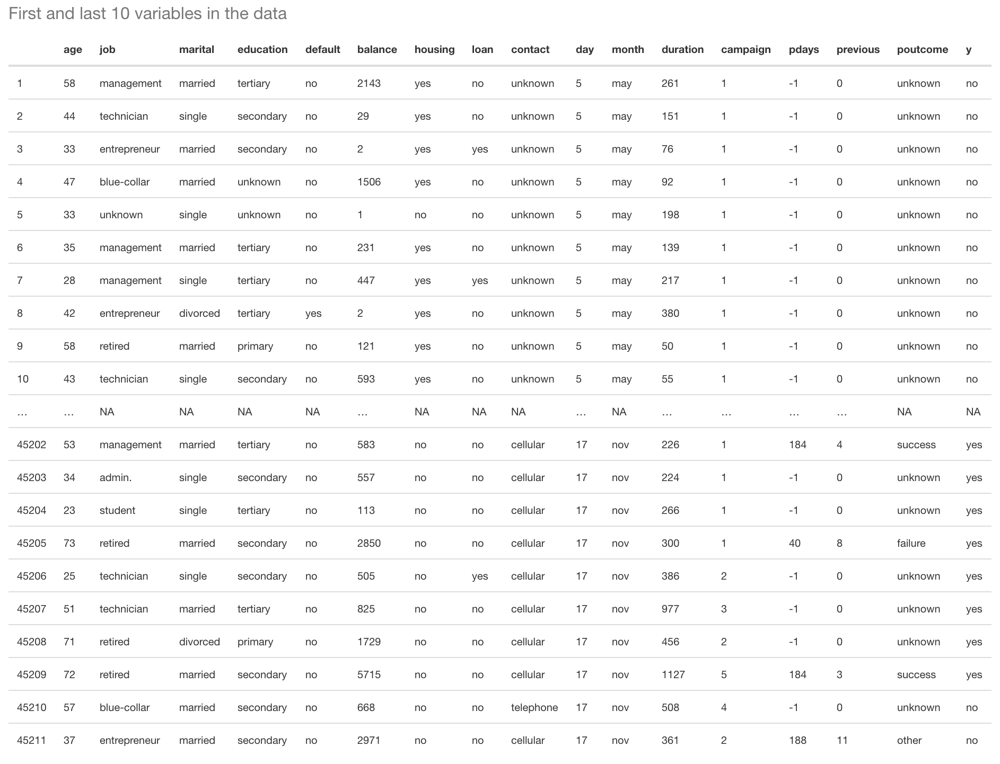 First and last 10 variables in the data
age job marital education default balance housing loan contact day month duration campaign pdays previous poutcome y
1 58 management married tertiary no 2143 yes no unknown 5 may 261 1 -1 0 unknown no
2 44 technician single secondary no 29 yes no unknown 5 may 151 1 -1 0 unknown no
3 33 entrepreneur married secondary no 2 yes yes unknown 5 may 76 1 -1 0 unknown no
4 47 blue-collar married unknown no 1506 yes no unknown 5 may 92 1 -1 0 unknown no
5 33 unknown single unknown no 1 no no unknown 5 may 198 1 -1 0 unknown no
6 35 management married tertiary no 231 yes no unknown 5 may 139 1 -1 0 unknown no
7 28 management single tertiary no 447 yes yes unknown 5 may 217 1 -1 0 unknown no
8 42 entrepreneur divorced tertiary yes 2 yes no unknown 5 may 380 1 -1 0 unknown no
9 58 retired married primary no 121 yes no unknown 5 may 50 1 -1 0 unknown no
10 43 technician single secondary no 593 yes no unknown 5 may 55 1 -1 0 unknown no
… … NA NA NA NA … NA NA NA … NA … … … … NA NA
45202 53 management married tertiary no 583 no no cellular 17 nov 226 1 184 4 success yes
45203 34 admin. single secondary no 557 no no cellular 17 nov 224 1 -1 0 unknown yes
45204 23 student single tertiary no 113 no no cellular 17 nov 266 1 -1 0 unknown yes
45205 73 retired married secondary no 2850 no no cellular 17 nov 300 1 40 8 failure yes
45206 25 technician single secondary no 505 no yes cellular 17 nov 386 2 -1 0 unknown yes
45207 51 technician married tertiary no 825 no no cellular 17 nov 977 3 -1 0 unknown yes
45208 71 retired divorced primary no 1729 no no cellular 17 nov 456 2 -1 0 unknown yes
45209 72 retired married secondary no 5715 no no cellular 17 nov 1127 5 184 3 success yes
45210 57 blue-collar married secondary no 668 no no telephone 17 nov 508 4 -1 0 unknown no
45211 37 entrepreneur married secondary no 2971 no no cellular 17 nov 361 2 188 11 other no